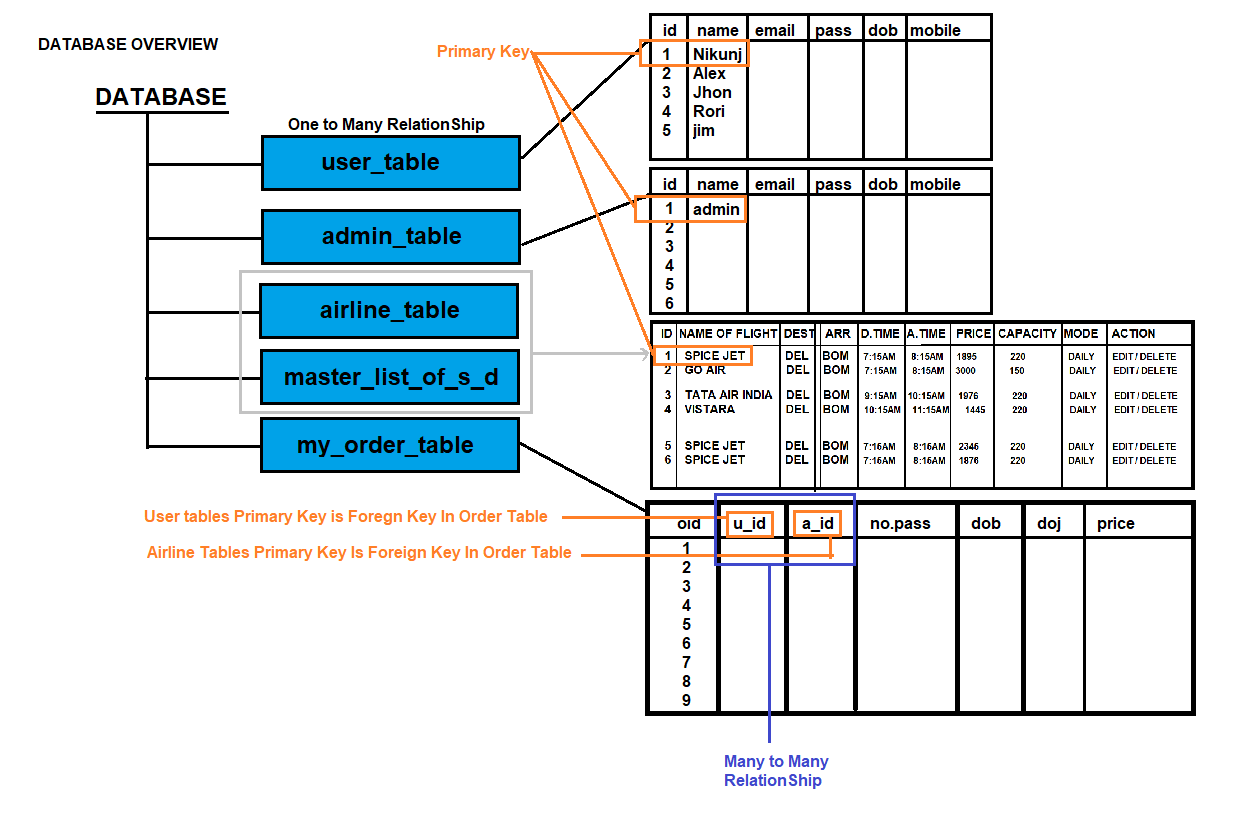 DATABASE OVERVIEW
DATABASE
One to Many RelationShip
user_table
admin_table
airline_table
master_list_of_s_d
my_order_table
Primary Key
id name email pass dob mobile
1 Nikunj
2 Alex
3 Jhon
4 Rori
5 jim
id name email pass dob mobile
1 admin
2
3
4
5
6
ID NAME OF FLIGHT DEST ARR D.TIME A.TIME PRICE CAPACITY MODE ACTION
1 SPICE JET DEL BOM 7:15AM 8:15AM 1895 220 DAILY EDIT/DELETE
2 GO AIR DEL BOM 7:15AM 8:15AM 3000 150 DAILY EDIT/DELETE
3 TATA AIR INDIA DEL BOM 9:15AM 10:15AM 1976 220 DAILY EDIT/DELETE
4 VISTARA DEL BOM 10:15AM 11:15AM 1445 220 DAILY EDIT/DELETE
5 SPICE JET DEL BOM 7:16AM 8:16AM 2346 220 DAILY EDIT/DELETE
6 SPICE JET DEL BOM 7:16AM 8:16AM 1876 220 DAILY EDIT/DELETE
User tables Primary Key is Foregn Key In Order Table
Airline Tables Primary Key Is Foreign Key In Order Table
oId u_id a_id no.pass dob doj price
1
2
3
4
5
6
7
8
9
Many to Many
RelationShip